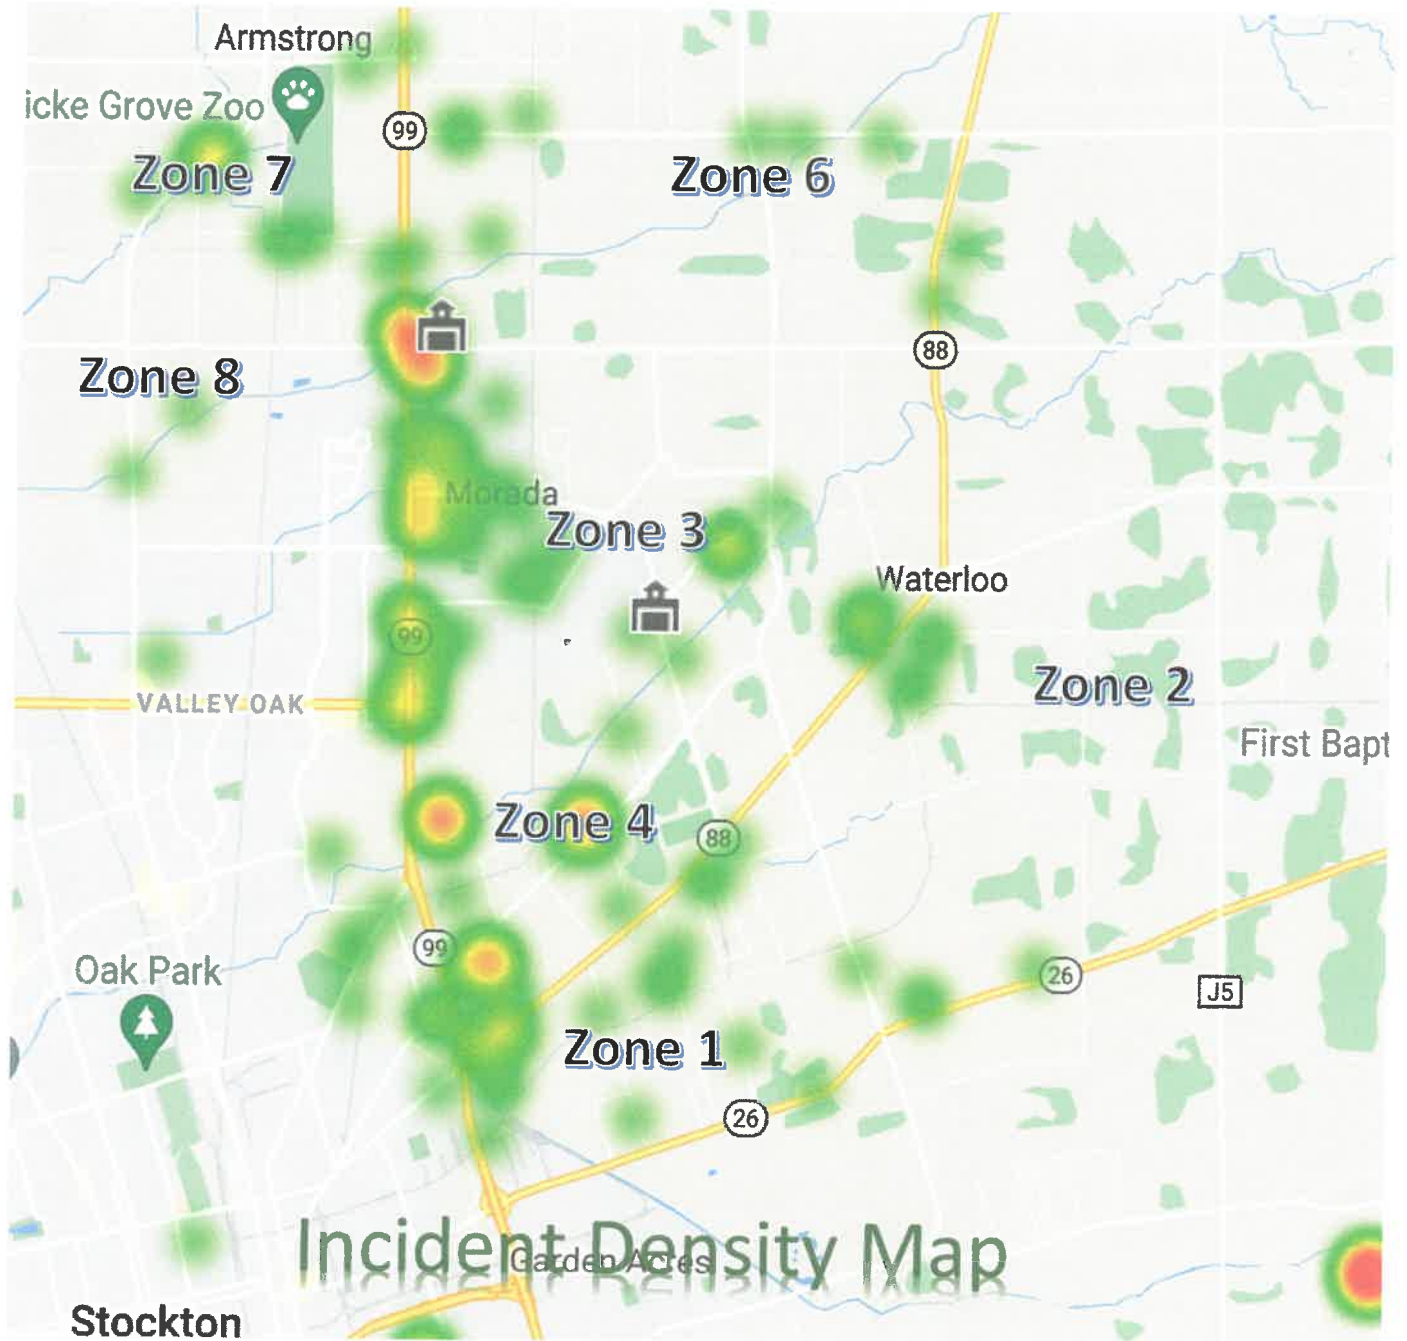 Armstrong
icke Grove Zoo
99
Zone 7
Zone 6
88
Zone 8
Morada
Zone 3
Waterloo
99
Zone 2
VALLEY OAK
First Bapt
Zone 4
88
99
Oak Park
26
J5
Zone 1
26
Incident Density Map
Garden Acres
Stockton